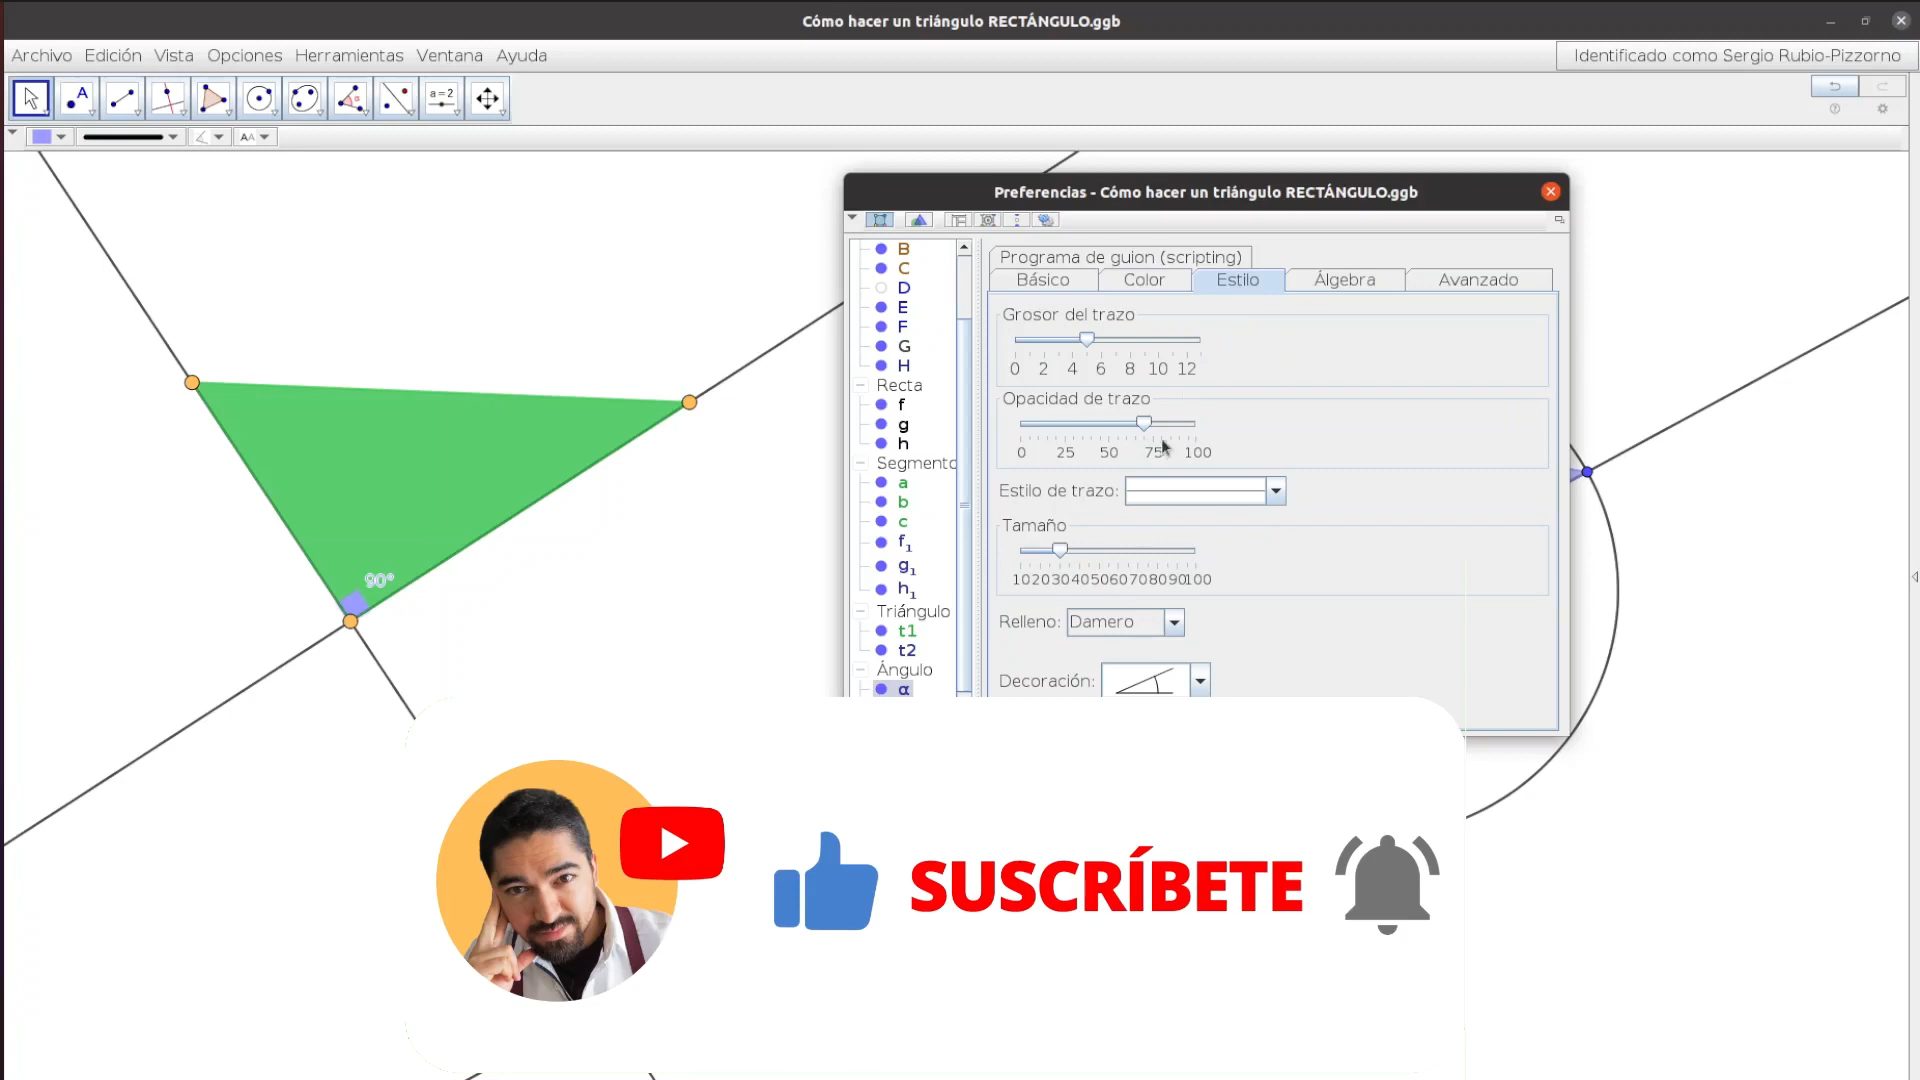 Cómo hacer un triángulo RECTÁNGULO.ggb
Archivo Edición Vista Opciones Herramientas Ventana Ayuda
Identificado como Sergio Rubio-Pizzorno
A
a=2
AA
Preferencias - Cómo hacer un triángulo RECTÁNGULO.ggb
B
C
D
E
F
G
H
Recta
f
g
h
Segmento
a
b
c
f1
g1
h1
Triángulo
t1
t2
Ángulo
α
Programa de guion (scripting)
Básico Color Estilo Álgebra Avanzado
Grosor del trazo
0 2 4 6 8 10 12
Opacidad de trazo
0 25 50 75 100
Estilo de trazo:
Tamaño
102030405060708090100
Relleno: Damero
Decoración:
90°
SUSCRÍBETE